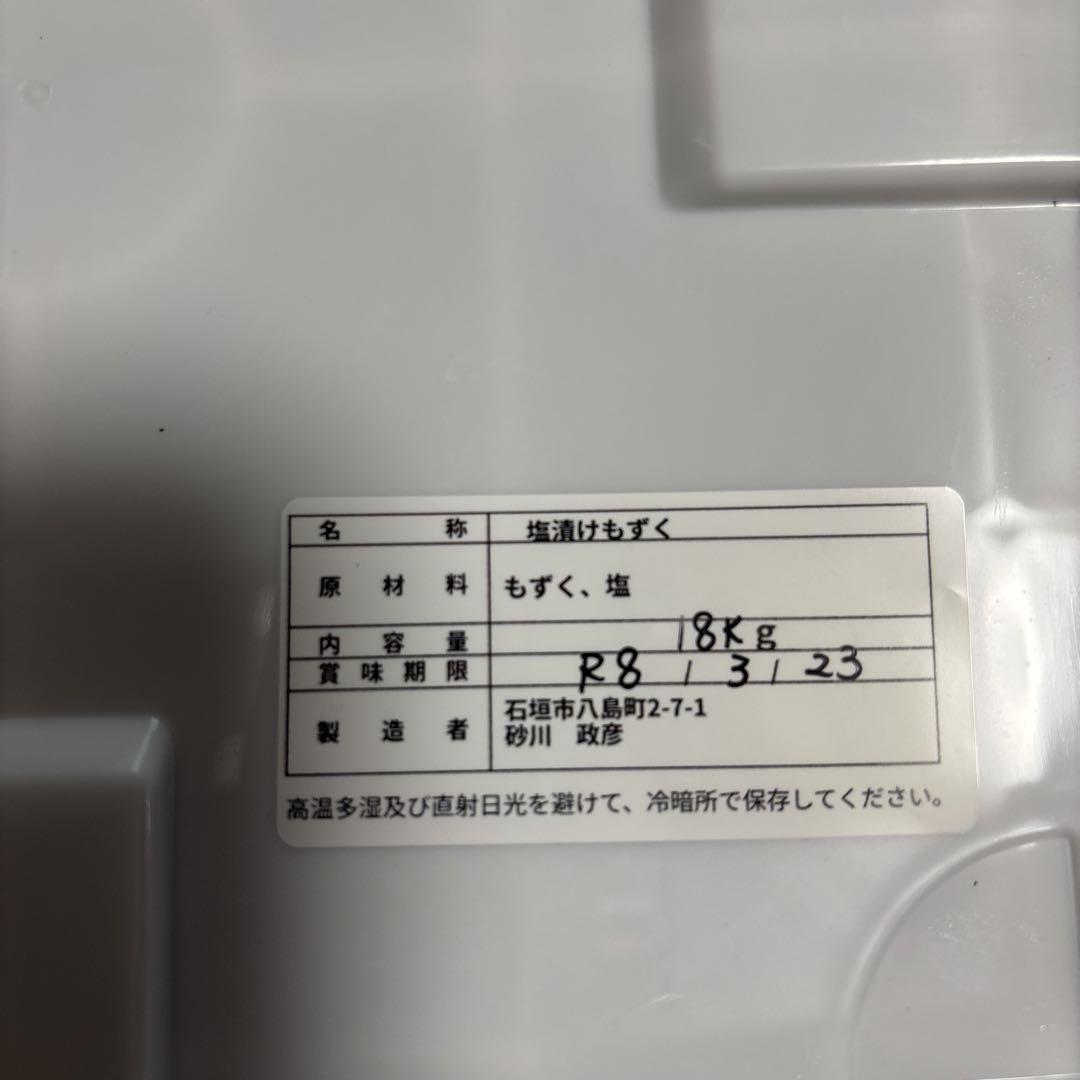 名称 塩漬けもずく
原材料 もずく、塩
内容量 18Kg
賞味期限 R8 / 3 / 23
製造者 石垣市八島町2-7-1
砂川 政彦
高温多湿及び直射日光を避けて、冷暗所で保存してください。